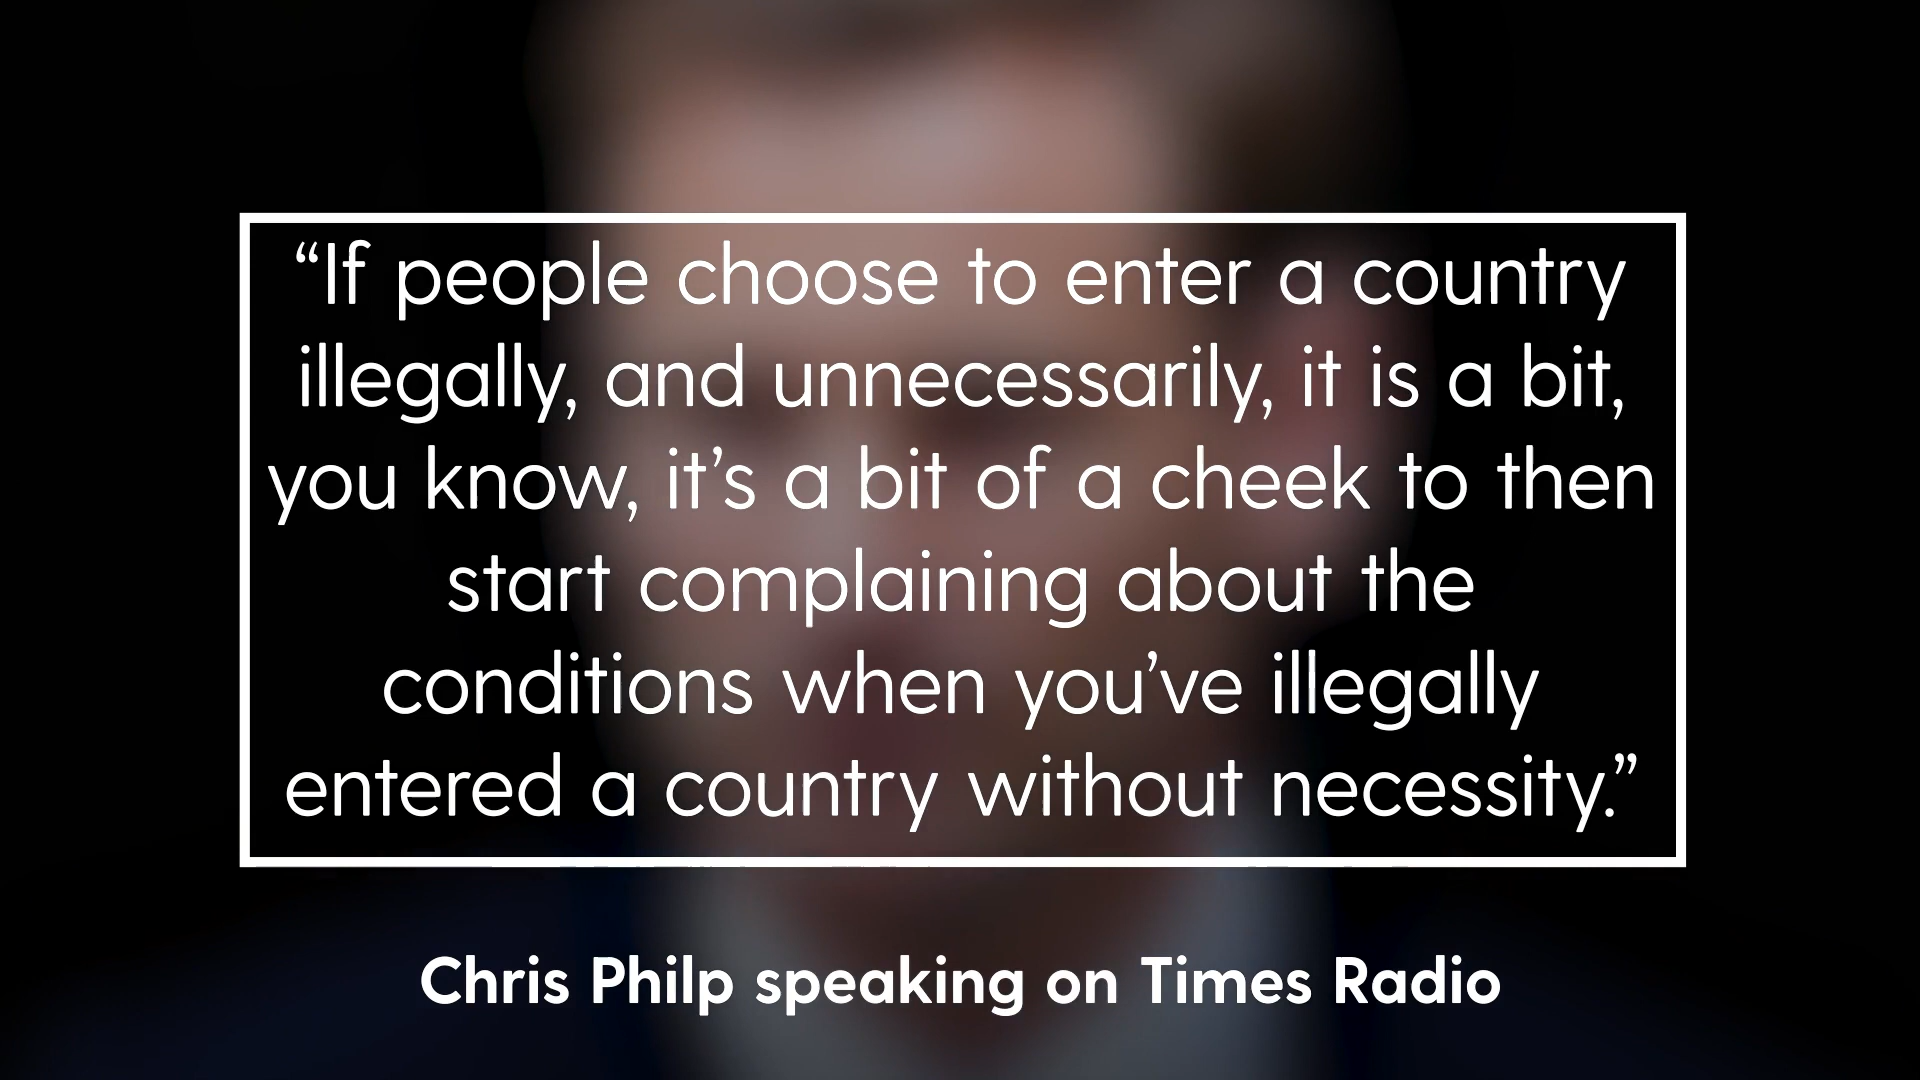 “If people choose to enter a country
illegally, and unnecessarily, it is a bit,
you know, it’s a bit of a cheek to then
start complaining about the
conditions when you’ve illegally
entered a country without necessity.”
Chris Philp speaking on Times Radio